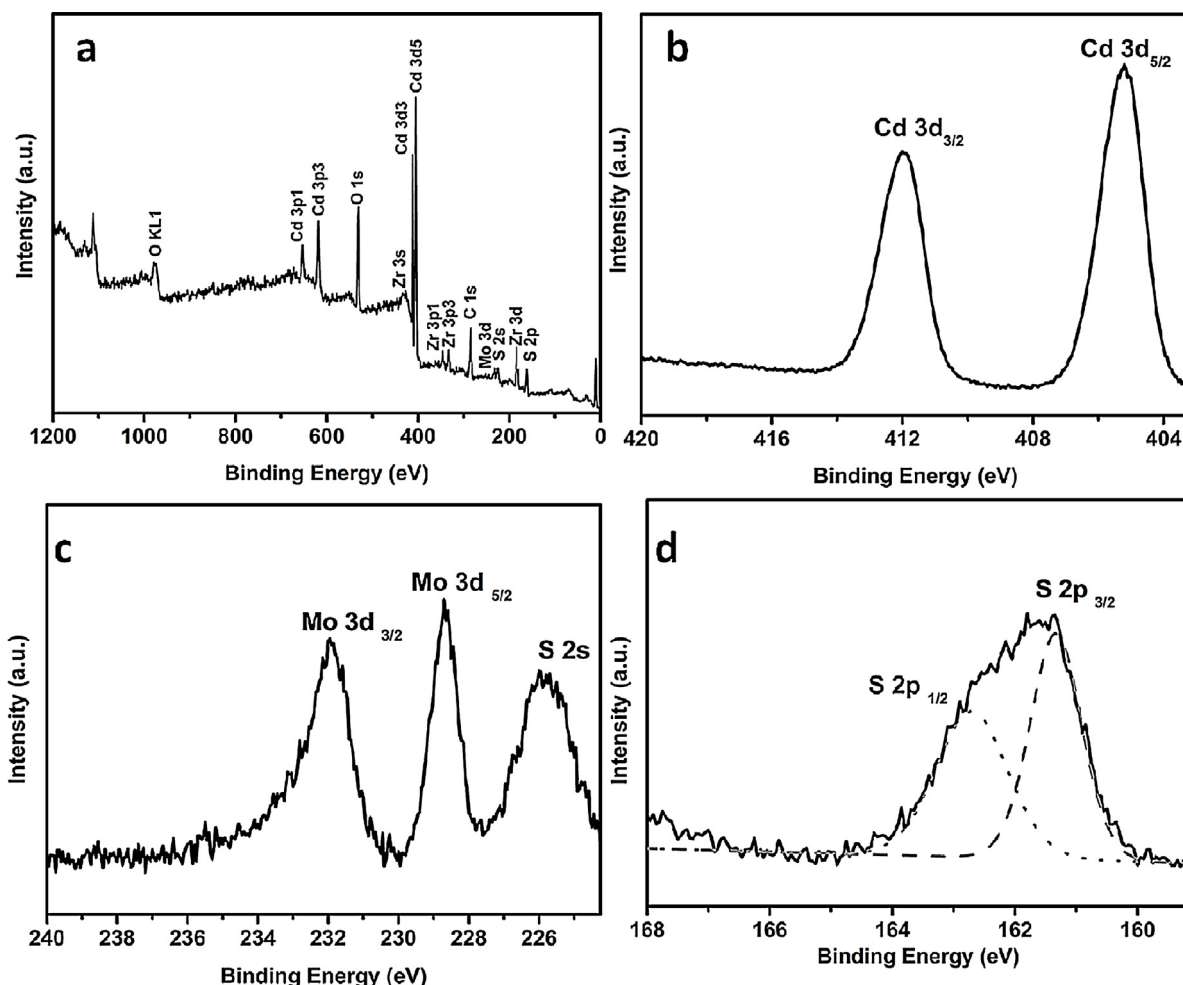 a
Intensity (a.u.)
O KL1
Cd 3p1
Cd 3p3
O 1s
Zr 3s
Cd 3d3
Cd 3d5
Zr 3p1
Zr 3p3
C 1s
Mo 3d
S 2s
Zr 3d
S 2p
1200 1000 800 600 400 200 0
Binding Energy (eV)
b
Intensity (a.u.)
Cd 3d3/2
Cd 3d5/2
420 416 412 408 404
Binding Energy (eV)
c
Intensity (a.u.)
Mo 3d 3/2
Mo 3d 5/2
S 2s
240 238 236 234 232 230 228 226
Binding Energy (eV)
d
Intensity (a.u.)
S 2p 1/2
S 2p 3/2
168 166 164 162 160
Binding Energy (eV)